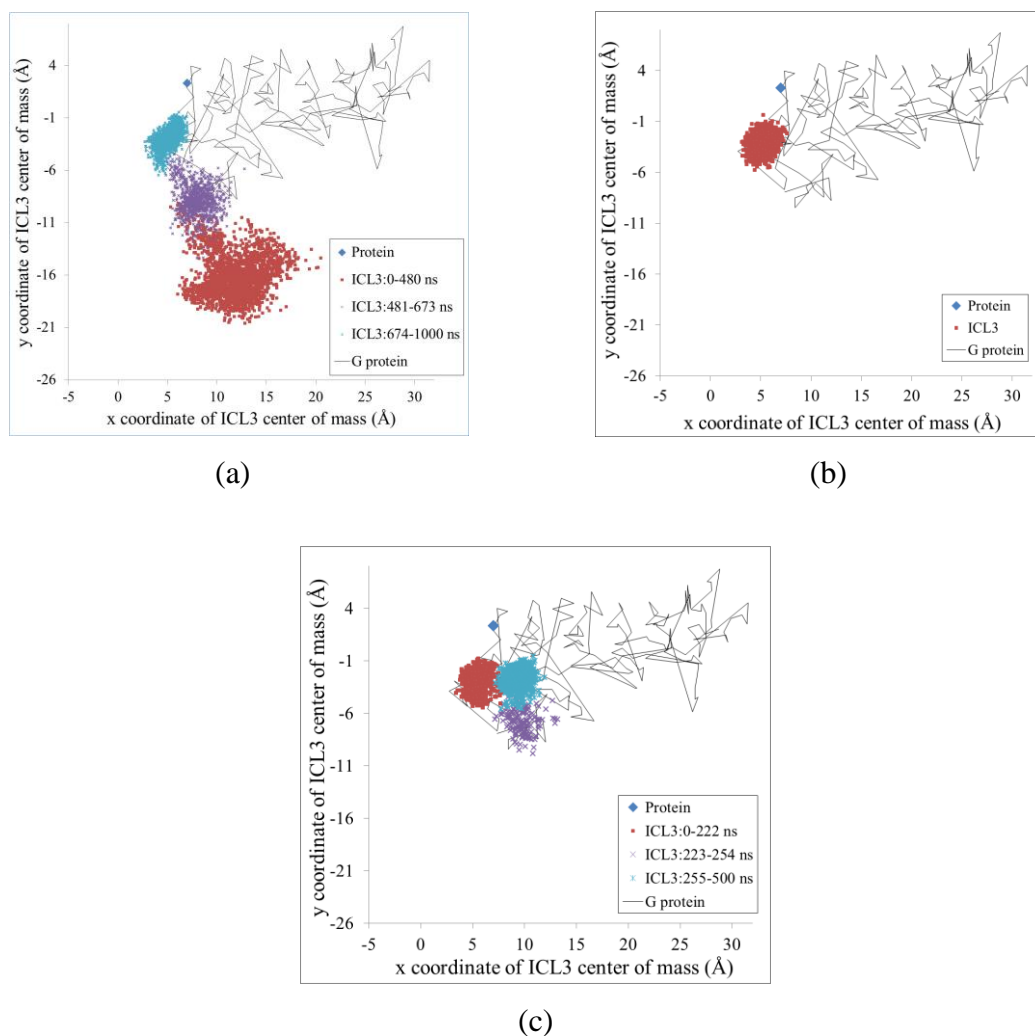 y coordinate of ICL3 center of mass (Å)
4
-1
-6
-11
-16
-21
-26
-5
0
5
10
15
20
25
30
x coordinate of ICL3 center of mass (Å)
Protein
ICL3:0-480 ns
ICL3:481-673 ns
ICL3:674-1000 ns
G protein
(a)
y coordinate of ICL3 center of mass (Å)
4
-1
-6
-11
-16
-21
-26
-5
0
5
10
15
20
25
30
x coordinate of ICL3 center of mass (Å)
Protein
ICL3
G protein
(b)
y coordinate of ICL3 center of mass (Å)
4
-1
-6
-11
-16
-21
-26
-5
0
5
10
15
20
25
30
x coordinate of ICL3 center of mass (Å)
Protein
ICL3:0-222 ns
ICL3:223-254 ns
ICL3:255-500 ns
G protein
(c)